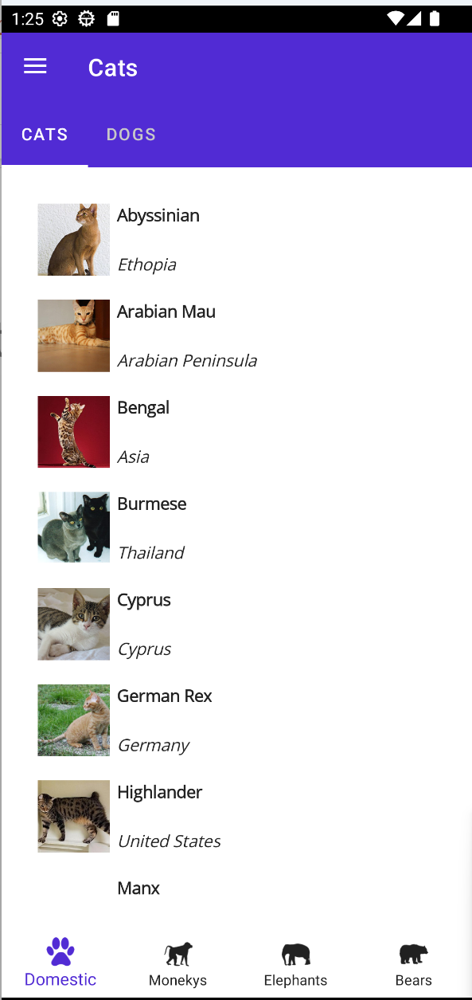 1:25
Cats
CATS DOGS
Abyssinian
Ethopia
Arabian Mau
Arabian Peninsula
Bengal
Asia
Burmese
Thailand
Cyprus
Cyprus
German Rex
Germany
Highlander
United States
Manx
Domestic Monekys Elephants Bears